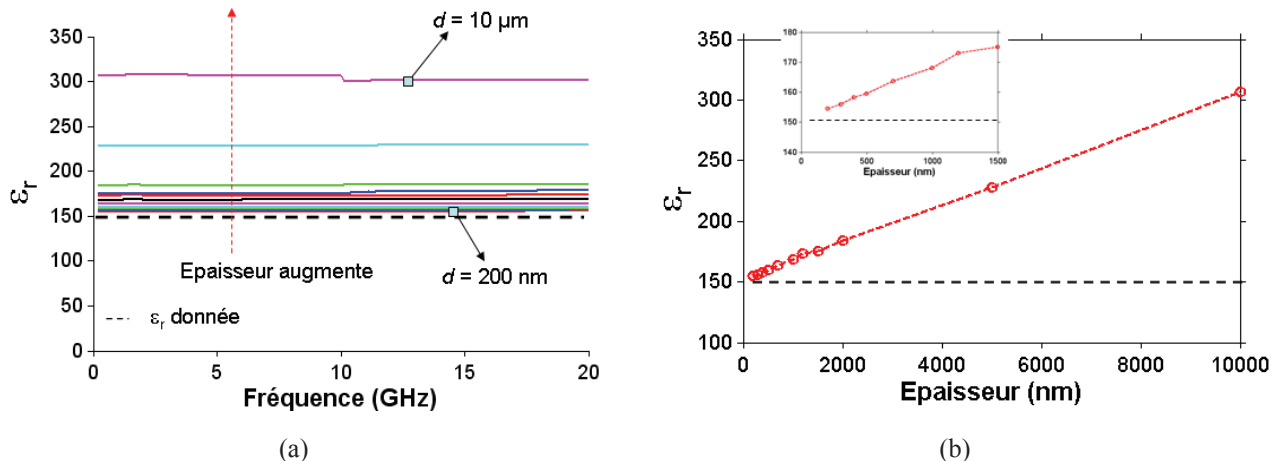 350
300
250
200
150
100
50
0
εr
d = 10 µm
Epaisseur augmente
d = 200 nm
εr donnée
0 5 10 15 20
Fréquence (GHz)
(a)
350
300
250
200
150
100
εr
180
170
160
150
140
0 500 1000 1500
Epaisseur (nm)
0 2000 4000 6000 8000 10000
Epaisseur (nm)
(b)